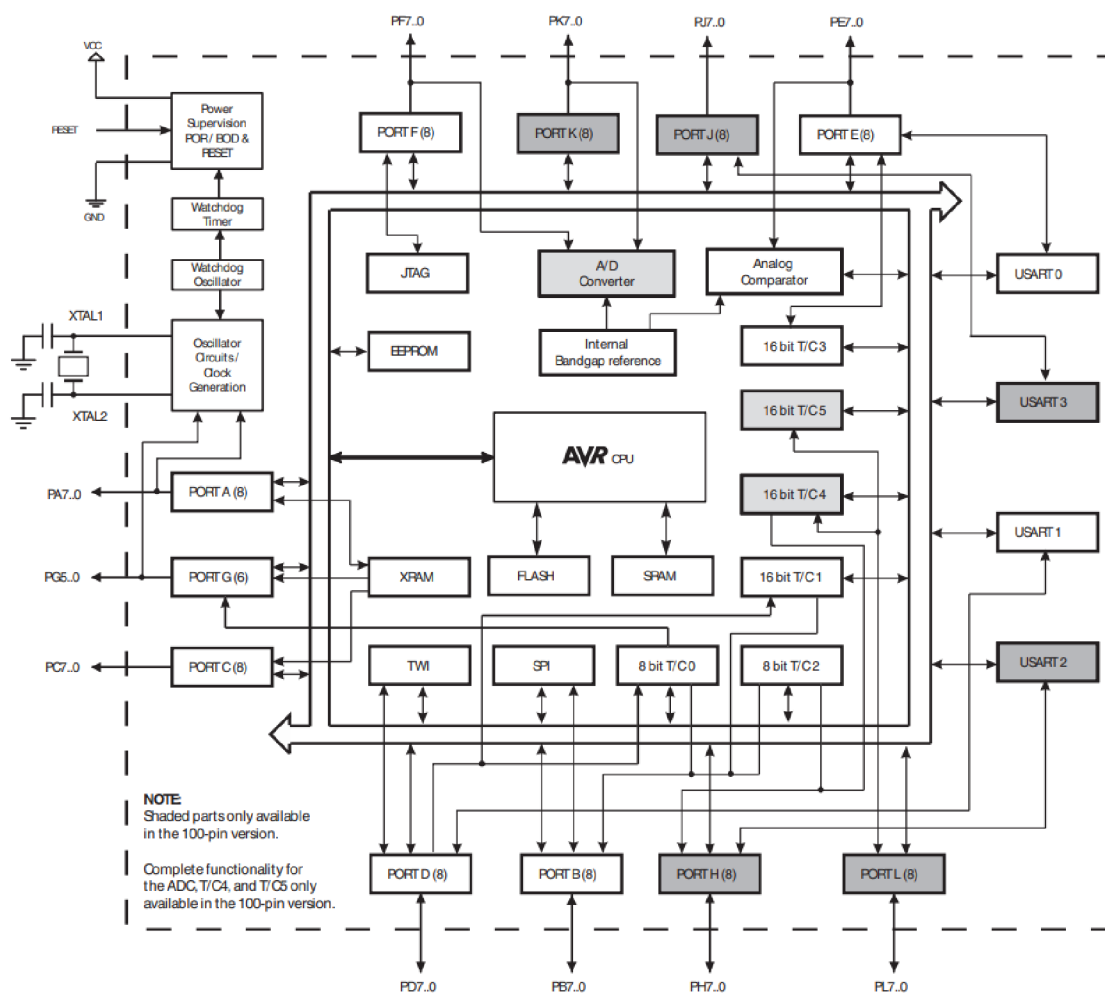 PF7..0
PK7..0
PJ7..0
PE7..0
VCC
RESET
GND
Power
Supervision
POR / BOD &
RESET
Watchdog
Timer
Watchdog
Oscillator
XTAL1
XTAL2
Oscillator
Circuits /
Clock
Generation
PORT F (8)
PORT K (8)
PORT J (8)
PORT E (8)
JTAG
A/D
Converter
Analog
Comparator
USART 0
EEPROM
Internal
Bandgap reference
16 bit T/C 3
USART 3
16 bit T/C 5
AVR CPU
16 bit T/C 4
PA7..0
PORT A (8)
USART 1
PG5..0
PORT G (6)
XRAM
FLASH
SRAM
16 bit T/C 1
PC7..0
PORT C (8)
TWI
SPI
8 bit T/C 0
8 bit T/C 2
USART 2
NOTE:
Shaded parts only available
in the 100-pin version.
Complete functionality for
the ADC, T/C4, and T/C5 only
available in the 100-pin version.
PORT D (8)
PORT B (8)
PORT H (8)
PORT L (8)
PD7..0
PB7..0
PH7..0
PL7..0